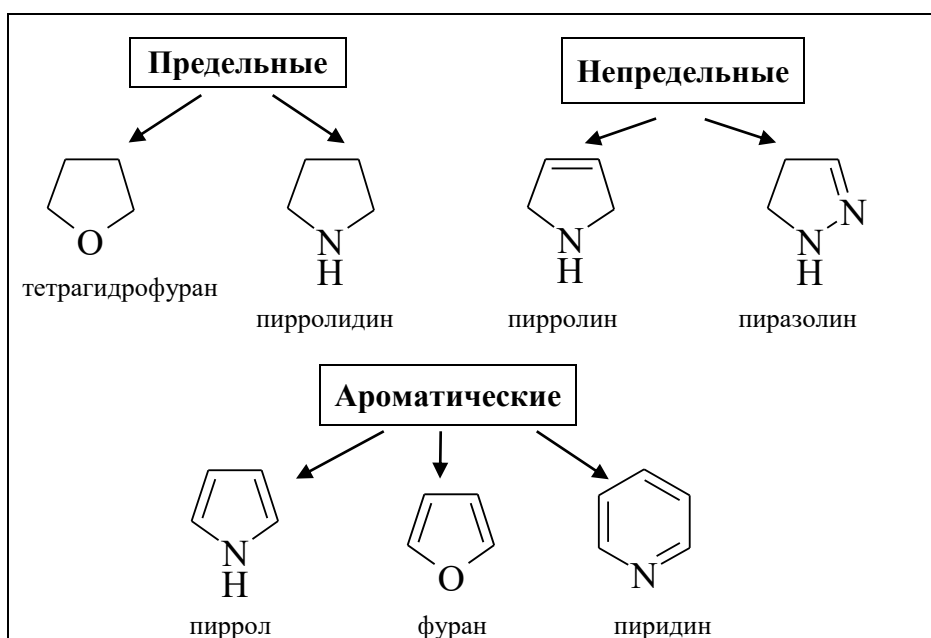 Предельные
Непредельные
O
N
H
N
H
N
H
N
тетрагидрофуран
пирролидин
пирролин
пиразолин
Ароматические
N
H
O
N
пиррол
фуран
пиридин